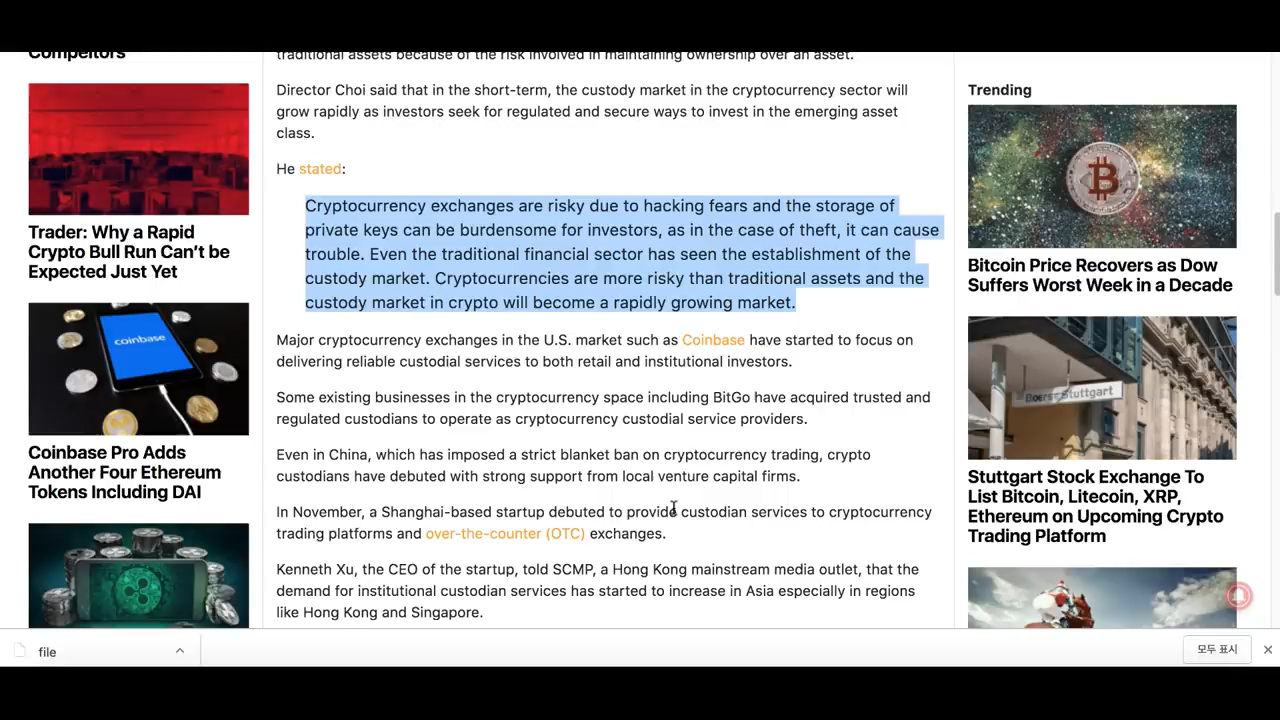 Competitors
Trader: Why a Rapid
Crypto Bull Run Can’t be
Expected Just Yet
coinbase
Coinbase Pro Adds
Another Four Ethereum
Tokens Including DAI
traditional assets because of the risk involved in maintaining ownership over an asset.
Director Choi said that in the short-term, the custody market in the cryptocurrency sector will
grow rapidly as investors seek for regulated and secure ways to invest in the emerging asset
class.
He stated:
Cryptocurrency exchanges are risky due to hacking fears and the storage of
private keys can be burdensome for investors, as in the case of theft, it can cause
trouble. Even the traditional financial sector has seen the establishment of the
custody market. Cryptocurrencies are more risky than traditional assets and the
custody market in crypto will become a rapidly growing market.
Major cryptocurrency exchanges in the U.S. market such as Coinbase have started to focus on
delivering reliable custodial services to both retail and institutional investors.
Some existing businesses in the cryptocurrency space including BitGo have acquired trusted and
regulated custodians to operate as cryptocurrency custodial service providers.
Even in China, which has imposed a strict blanket ban on cryptocurrency trading, crypto
custodians have debuted with strong support from local venture capital firms.
In November, a Shanghai-based startup debuted to provide custodian services to cryptocurrency
trading platforms and over-the-counter (OTC) exchanges.
Kenneth Xu, the CEO of the startup, told SCMP, a Hong Kong mainstream media outlet, that the
demand for institutional custodian services has started to increase in Asia especially in regions
like Hong Kong and Singapore.
Trending
Bitcoin Price Recovers as Dow
Suffers Worst Week in a Decade
Boerse Stuttgart
Stuttgart Stock Exchange To
List Bitcoin, Litecoin, XRP,
Ethereum on Upcoming Crypto
Trading Platform
file
모두 표시